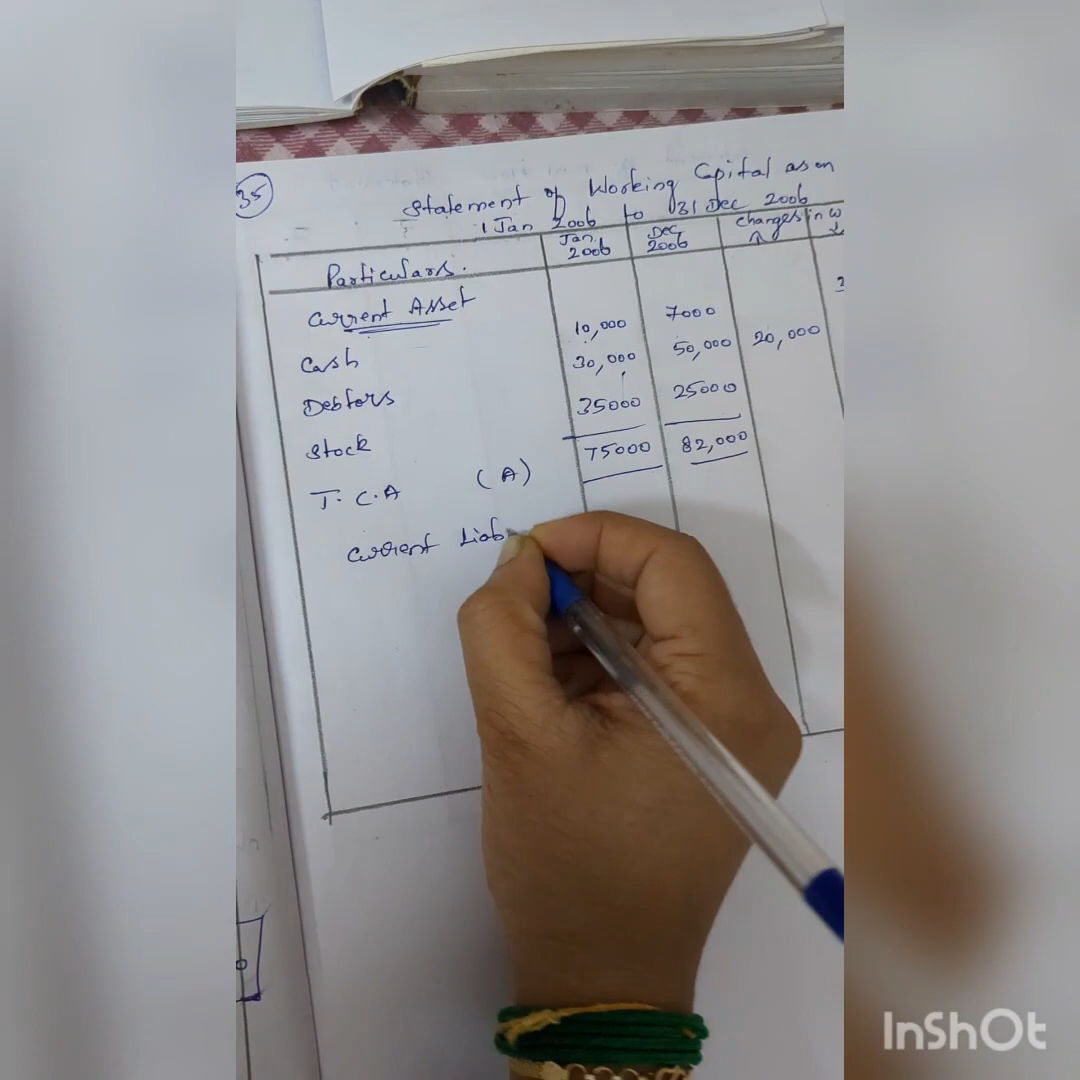 35
Statement of Working Capital as on
1 Jan 2006 to 31 Dec 2006
Particulars. Jan 2006 Dec 2006 changes in w
↑ ↓
Current Asset
Cash 10,000 7000 3
Debtors 30,000 50,000 20,000
Stock 35000 25000
T. C. A (A) 75000 82,000
Current Liab
InShOt